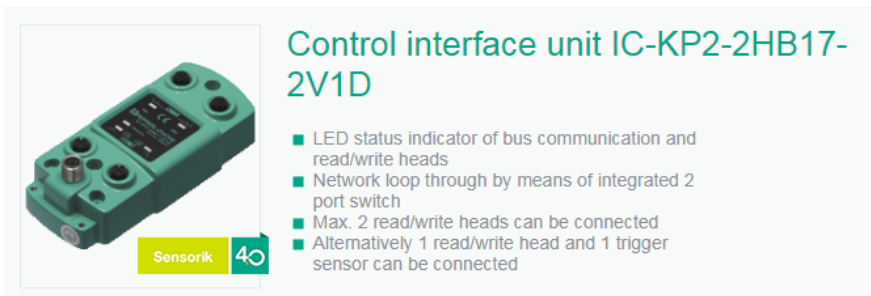 Control interface unit IC-KP2-2HB17-
2V1D
LED status indicator of bus communication and
read/write heads
Network loop through by means of integrated 2
port switch
Max. 2 read/write heads can be connected
Alternatively 1 read/write head and 1 trigger
sensor can be connected
Sensorik 4.0